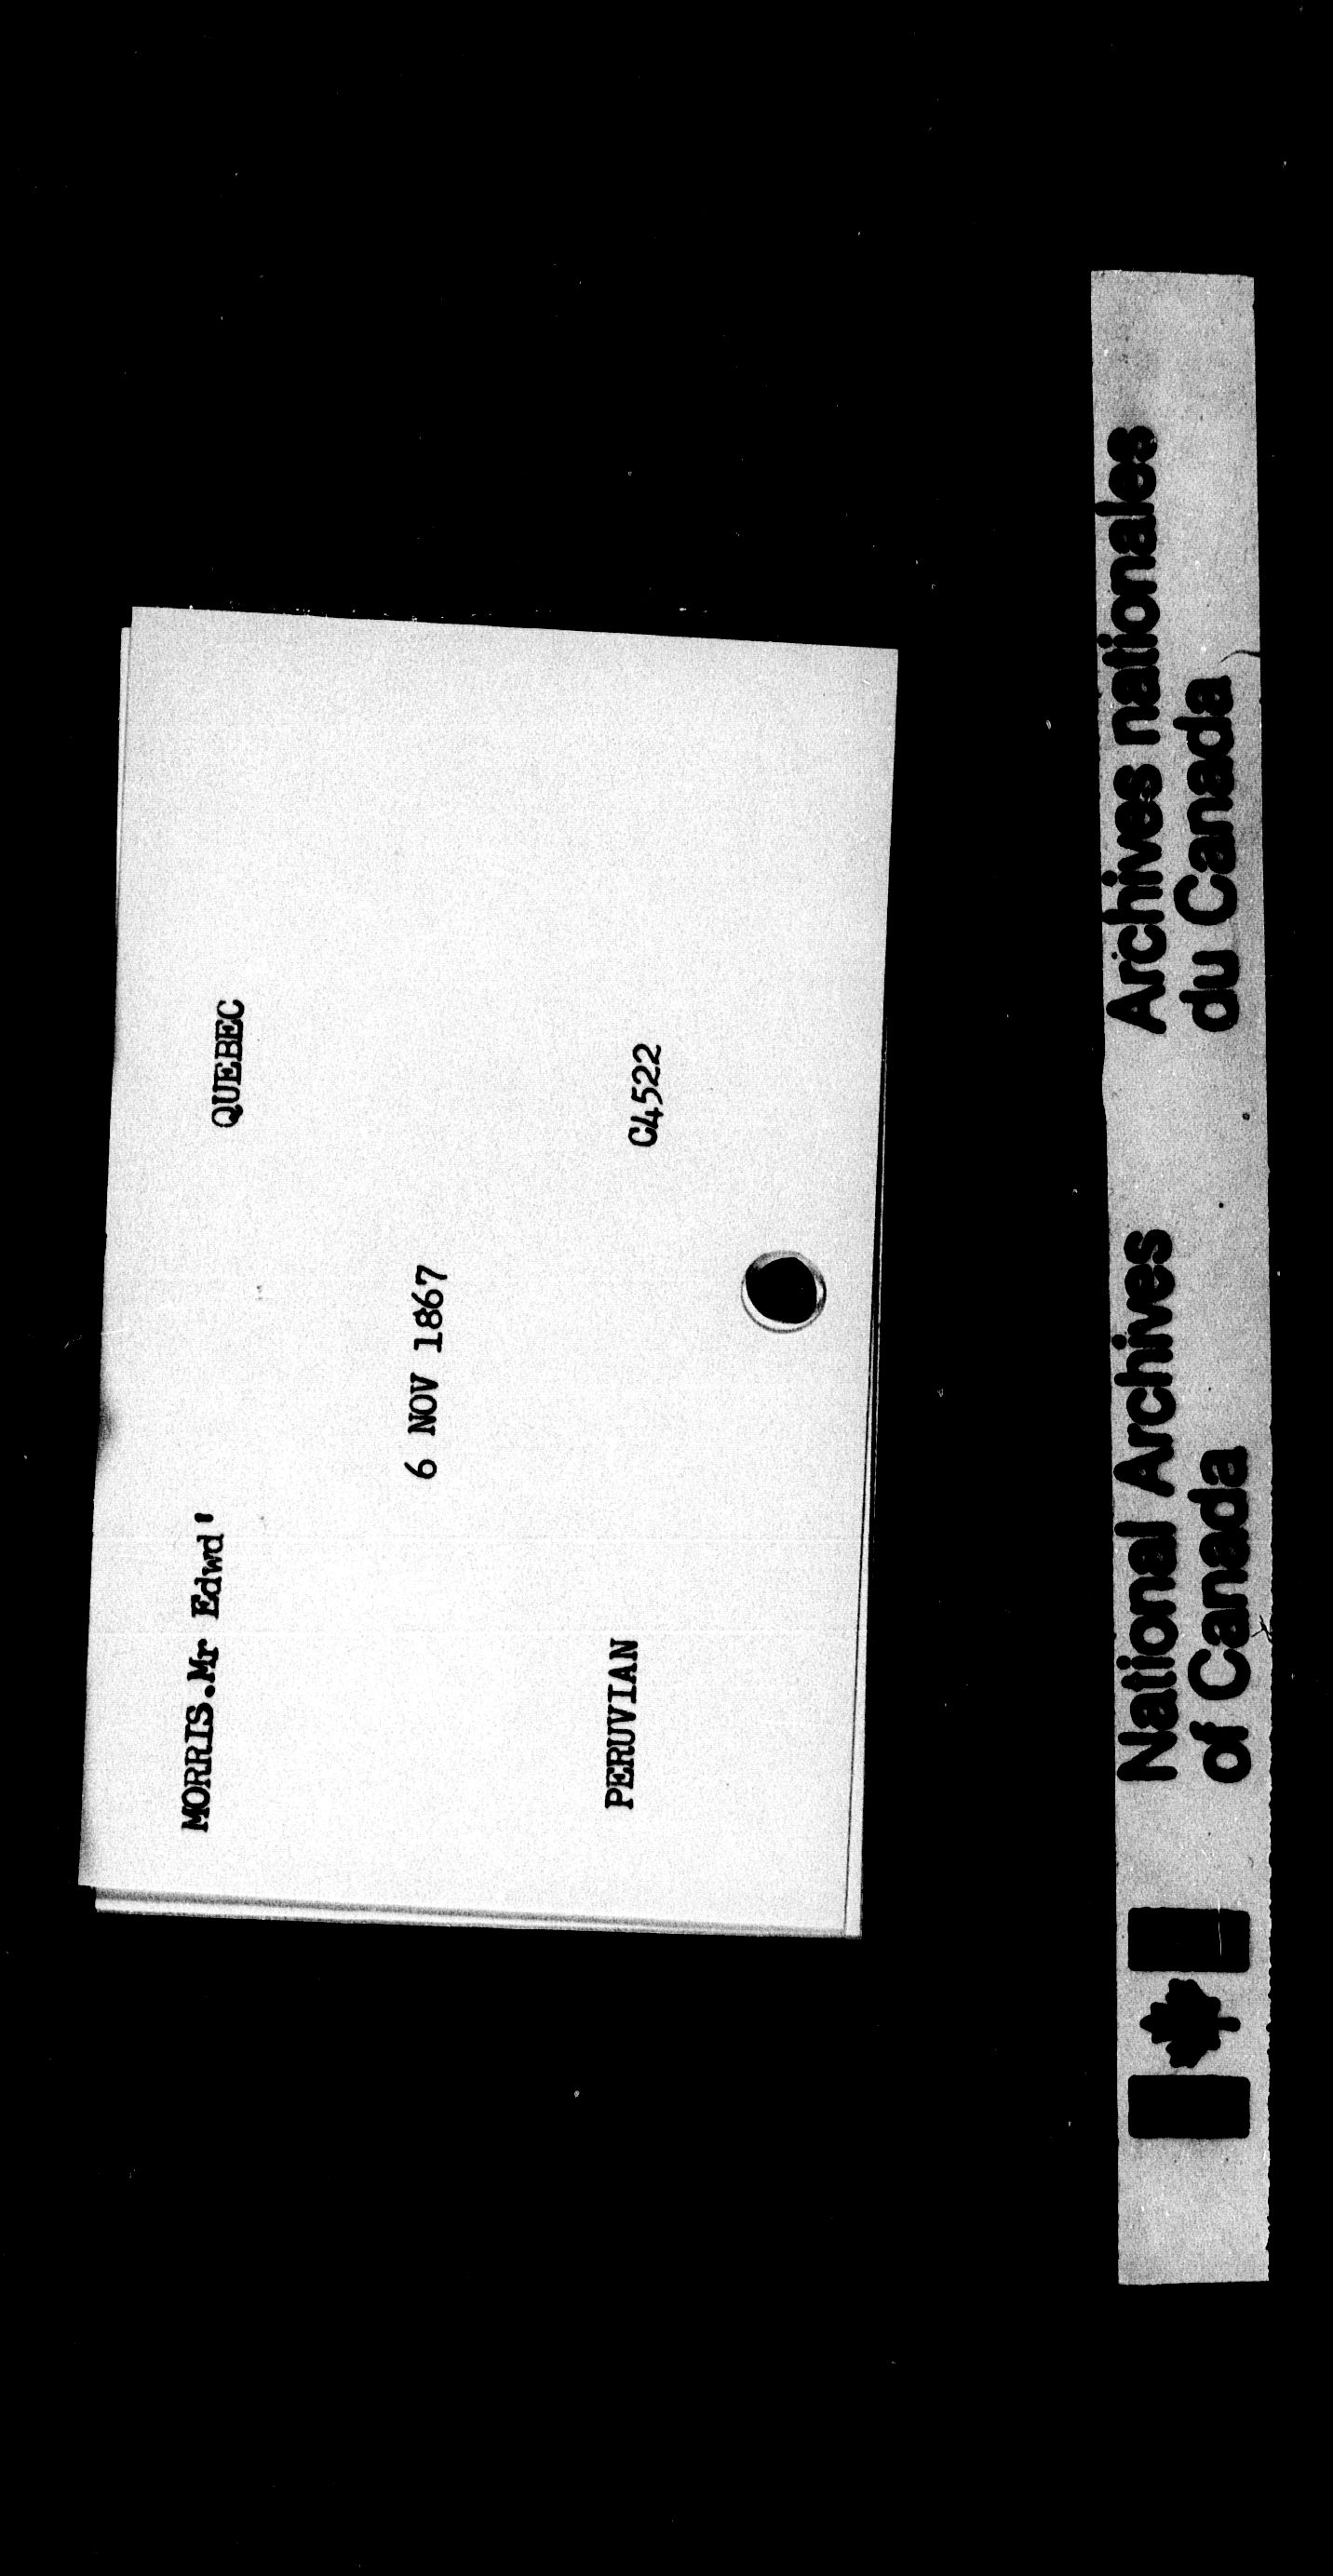 MORRIS.Mr Edwd' QUEBEC
6 NOV 1867
PERUVIAN C4522
National Archives
of Canada
Archives nationales
du Canada